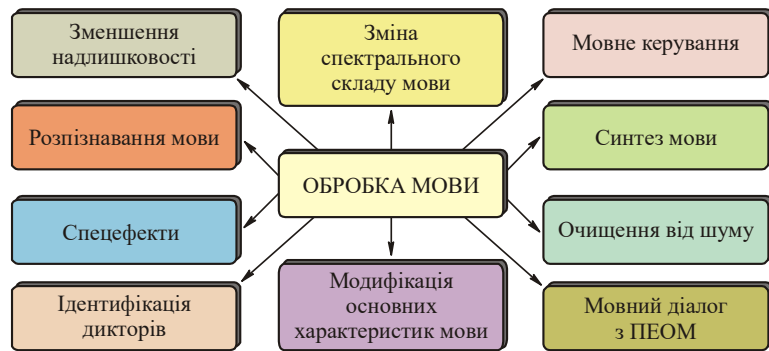 Зменшення
надлишковості
Зміна
спектрального
складу мови
Мовне керування
Розпізнавання мови
Синтез мови
ОБРОБКА МОВИ
Спецефекти
Очищення від шуму
Ідентифікація
дикторів
Модифікація
основних
характеристик мови
Мовний діалог
з ПЕОМ